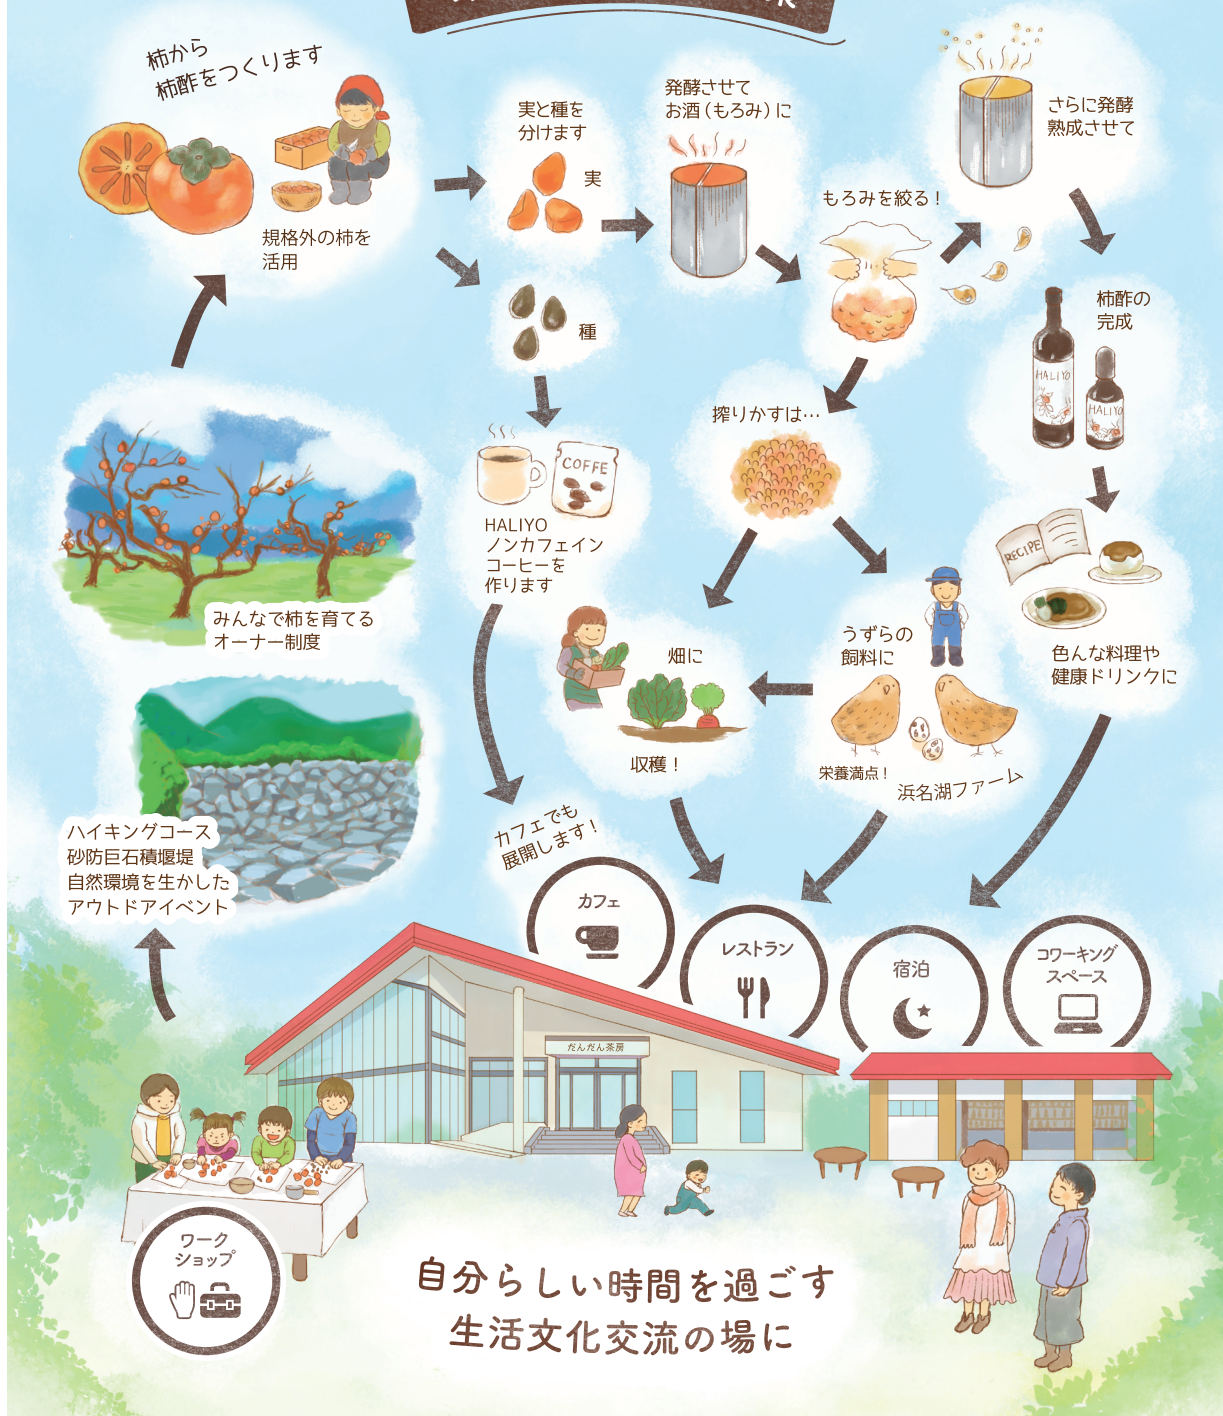 柿から
柿酢をつくります
規格外の柿を
活用
実と種を
分けます
実
種
発酵させて
お酒（もろみ）に
もろみを絞る！
さらに発酵
熟成させて
柿酢の
完成
HALIYO
HALIYO
搾りかすは…
COFFE
HALIYO
ノンカフェイン
コーヒーを
作ります
みんなで柿を育てる
オーナー制度
RECIPE
色んな料理や
健康ドリンクに
うずらの
飼料に
栄養満点！
浜名湖ファーム
畑に
収穫！
ハイキングコース
砂防巨石積堰堤
自然環境を生かした
アウトドアイベント
カフェでも
展開します！
カフェ
レストラン
宿泊
コワーキング
スペース
だんだん茶房
ワーク
ショップ
自分らしい時間を過ごす
生活文化交流の場に